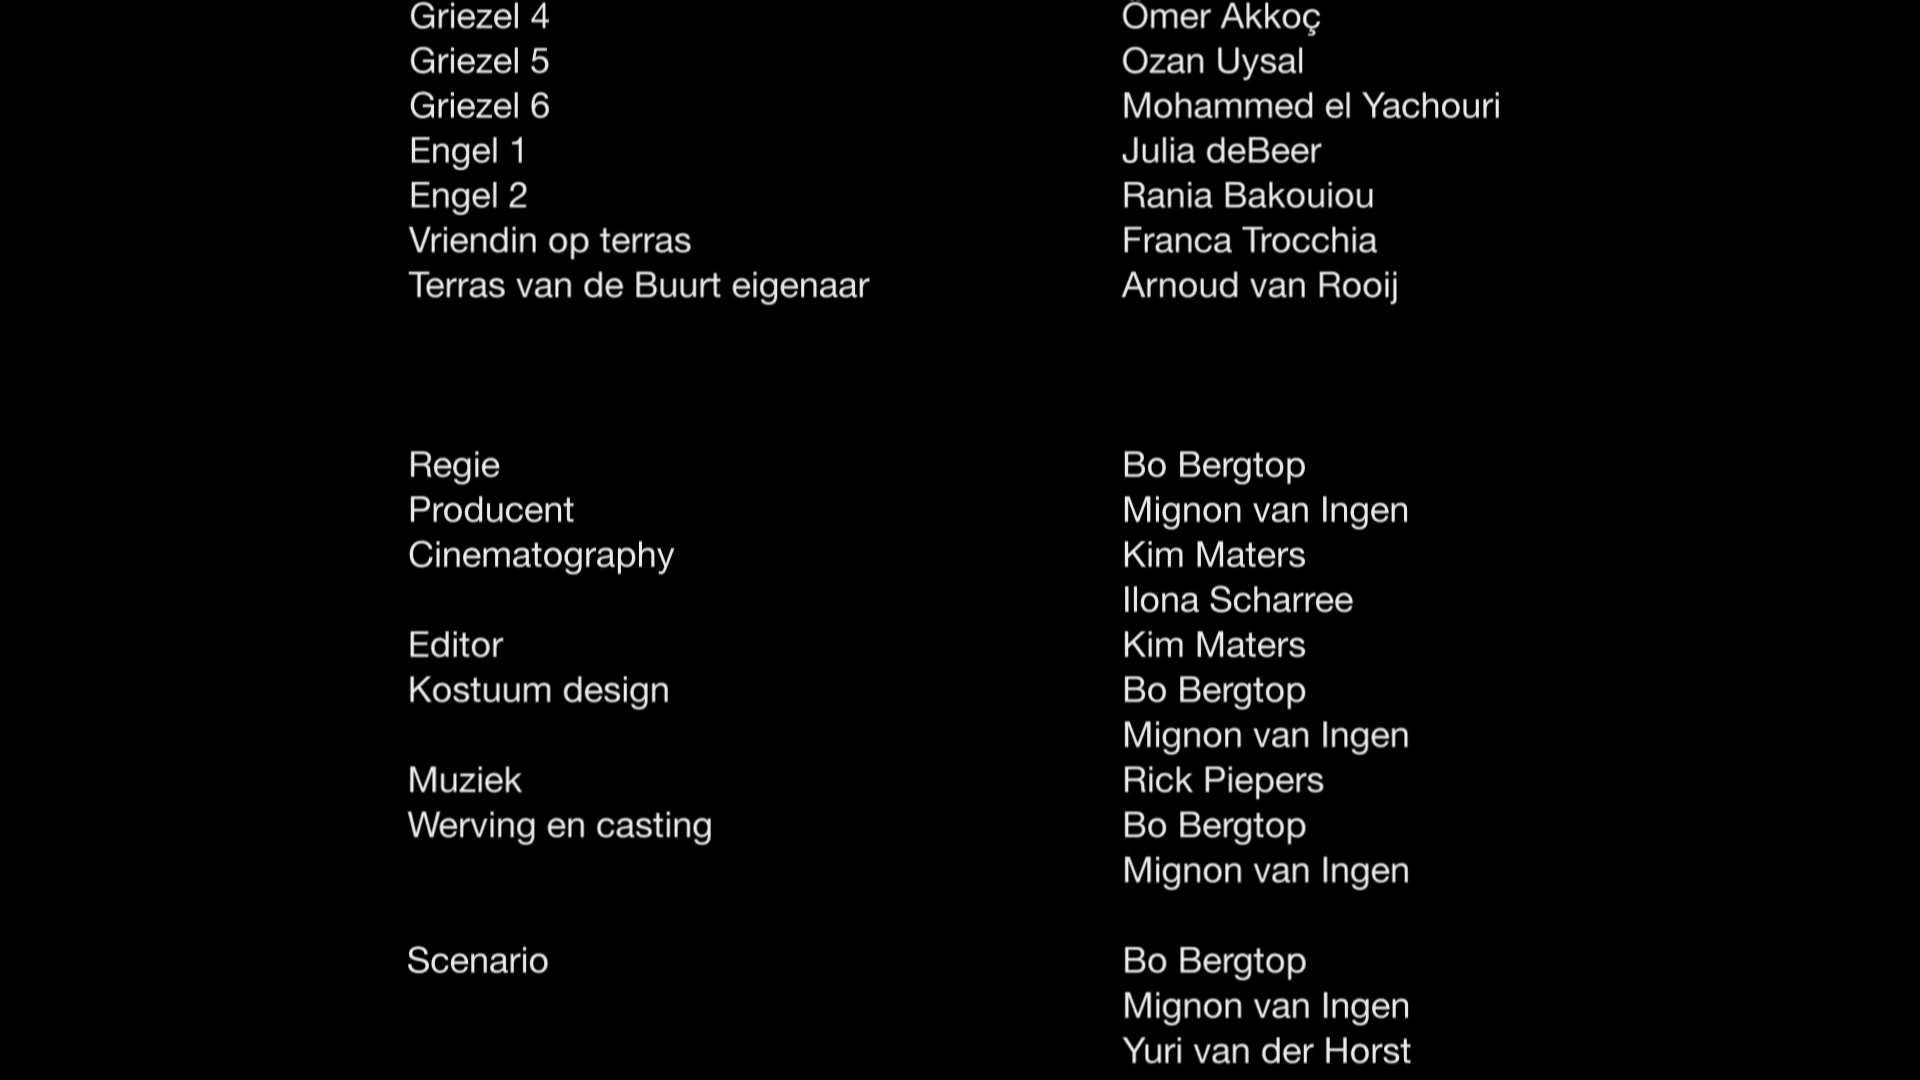 Griezel 4 Ömer Akkoç
Griezel 5 Ozan Uysal
Griezel 6 Mohammed el Yachouri
Engel 1 Julia deBeer
Engel 2 Rania Bakouiou
Vriendin op terras Franca Trocchia
Terras van de Buurt eigenaar Arnoud van Rooij
Regie Bo Bergtop
Producent Mignon van Ingen
Cinematography Kim Maters
Ilona Scharree
Editor Kim Maters
Kostuum design Bo Bergtop
Mignon van Ingen
Muziek Rick Piepers
Werving en casting Bo Bergtop
Mignon van Ingen
Scenario Bo Bergtop
Mignon van Ingen
Yuri van der Horst